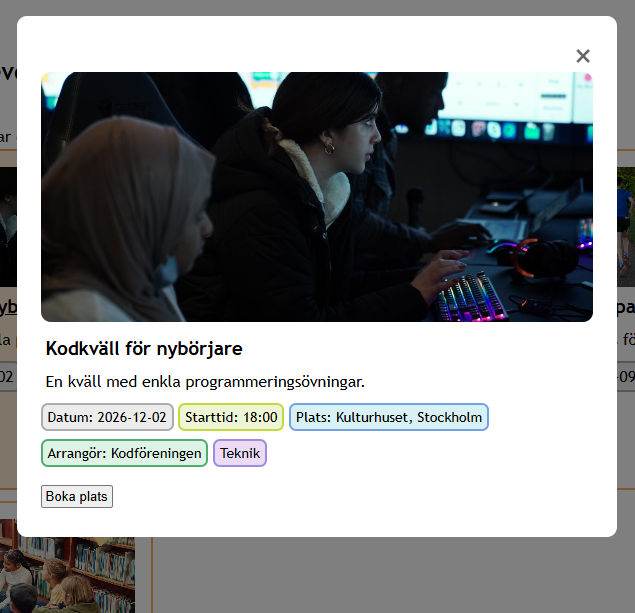 ×
Kodkväll för nybörjare
En kväll med enkla programmeringsövningar.
Datum: 2026-12-02
Starttid: 18:00
Plats: Kulturhuset, Stockholm
Arrangör: Kodföreningen
Teknik
Boka plats